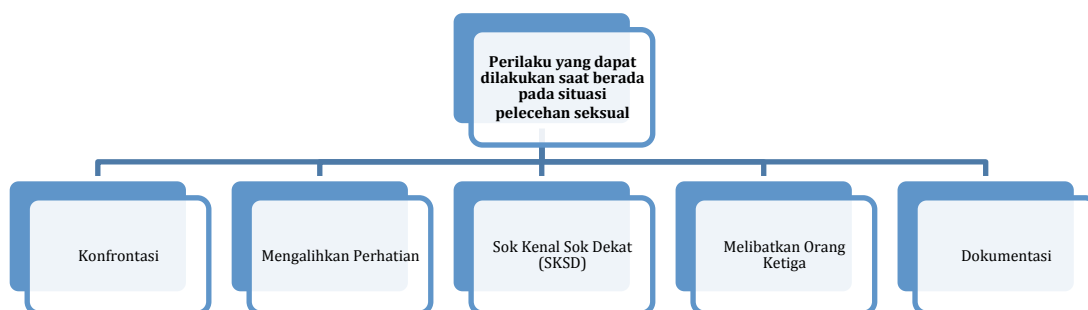 Perilaku yang dapat
dilakukan saat berada
pada situasi
pelecehan seksual
Konfrontasi
Mengalihkan Perhatian
Sok Kenal Sok Dekat
(SKSD)
Melibatkan Orang
Ketiga
Dokumentasi